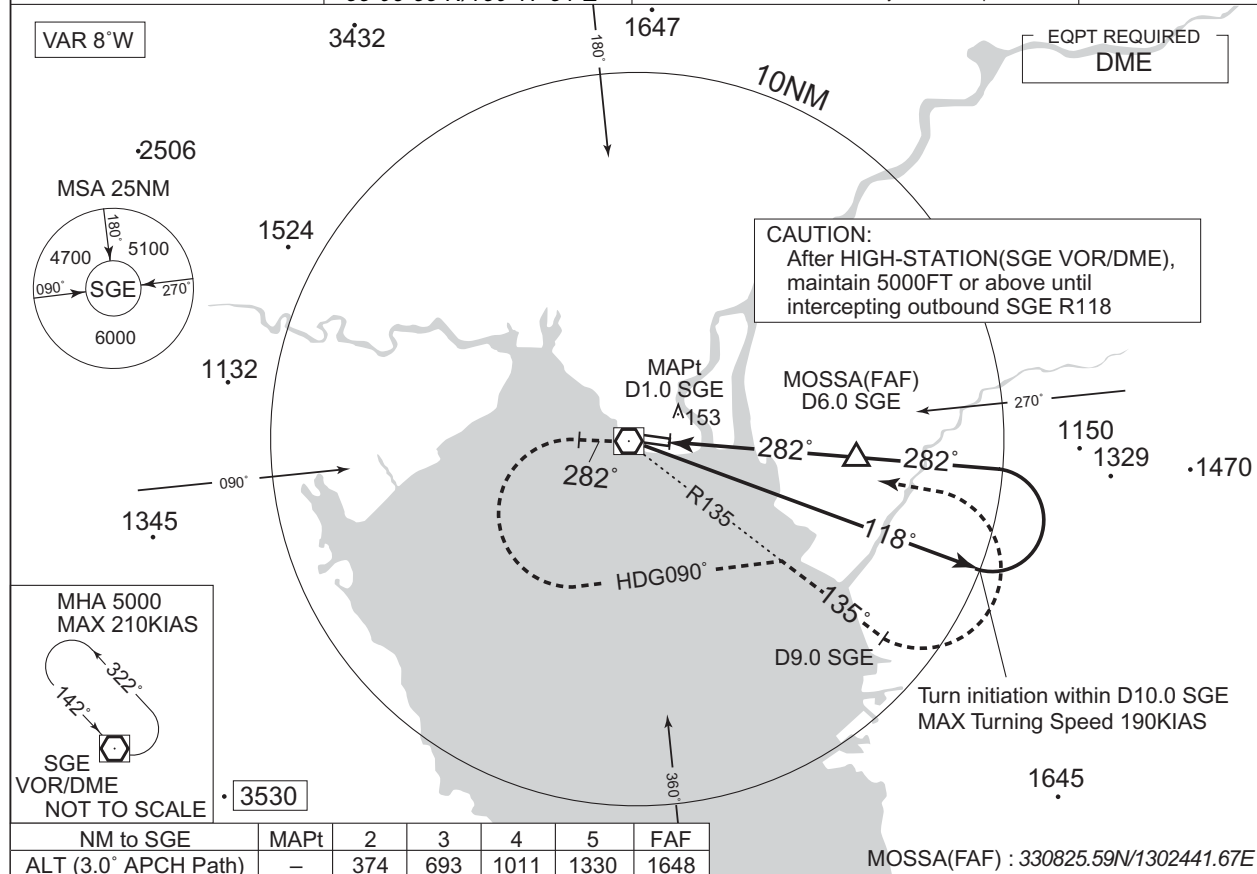 VAR 8°W
3432
180°
1647
EQPT REQUIRED
DME
10NM
2506
MSA 25NM
180°
4700
5100
090°
SGE
270°
6000
1524
CAUTION:
After HIGH-STATION(SGE VOR/DME),
maintain 5000FT or above until
intercepting outbound SGE R118
1132
MAPt
D1.0 SGE
153
MOSSA(FAF)
D6.0 SGE
270°
1150
1329
1470
282°
282°
282°
090°
1345
R135
118°
HDG090°
135°
D9.0 SGE
MHA 5000
MAX 210KIAS
322°
142°
SGE
VOR/DME
NOT TO SCALE
3530
360°
Turn initiation within D10.0 SGE
MAX Turning Speed 190KIAS
1645
NM to SGE MAPt 2 3 4 5 FAF
ALT (3.0° APCH Path) – 374 693 1011 1330 1648
MOSSA(FAF) : 330825.59N/1302441.67E